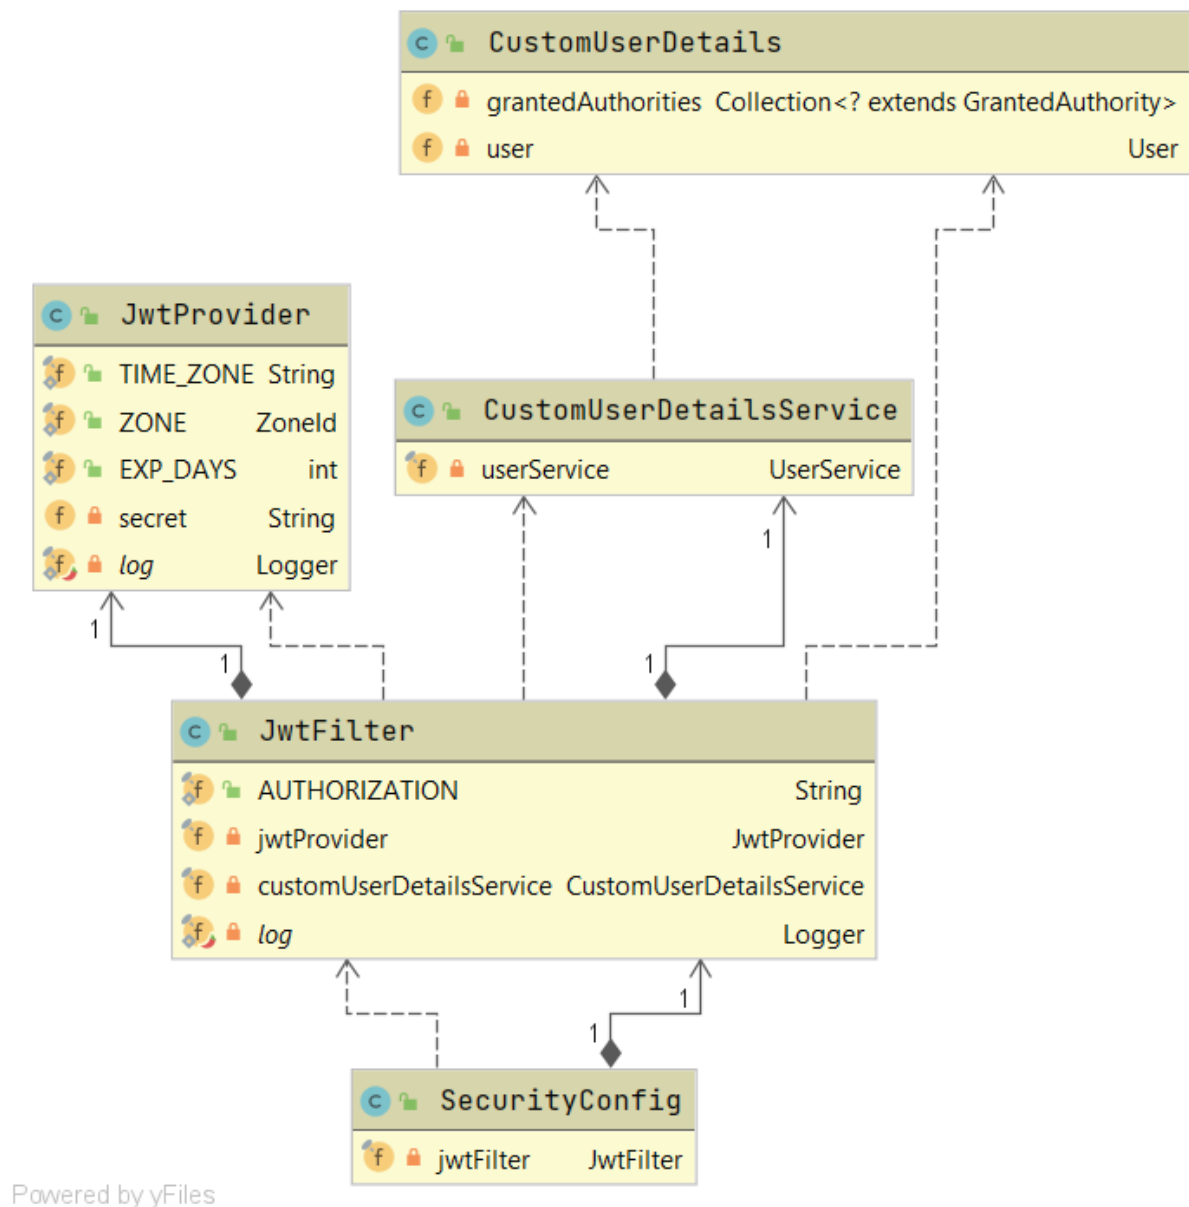 CustomUserDetails
grantedAuthorities Collection<? extends GrantedAuthority>
user User
JwtProvider
TIME_ZONE String
ZONE ZoneId
EXP_DAYS int
secret String
log Logger
CustomUserDetailsService
userService UserService
1
1
1
1
JwtFilter
AUTHORIZATION String
jwtProvider JwtProvider
customUserDetailsService CustomUserDetailsService
log Logger
1
1
SecurityConfig
jwtFilter JwtFilter
Powered by yFiles